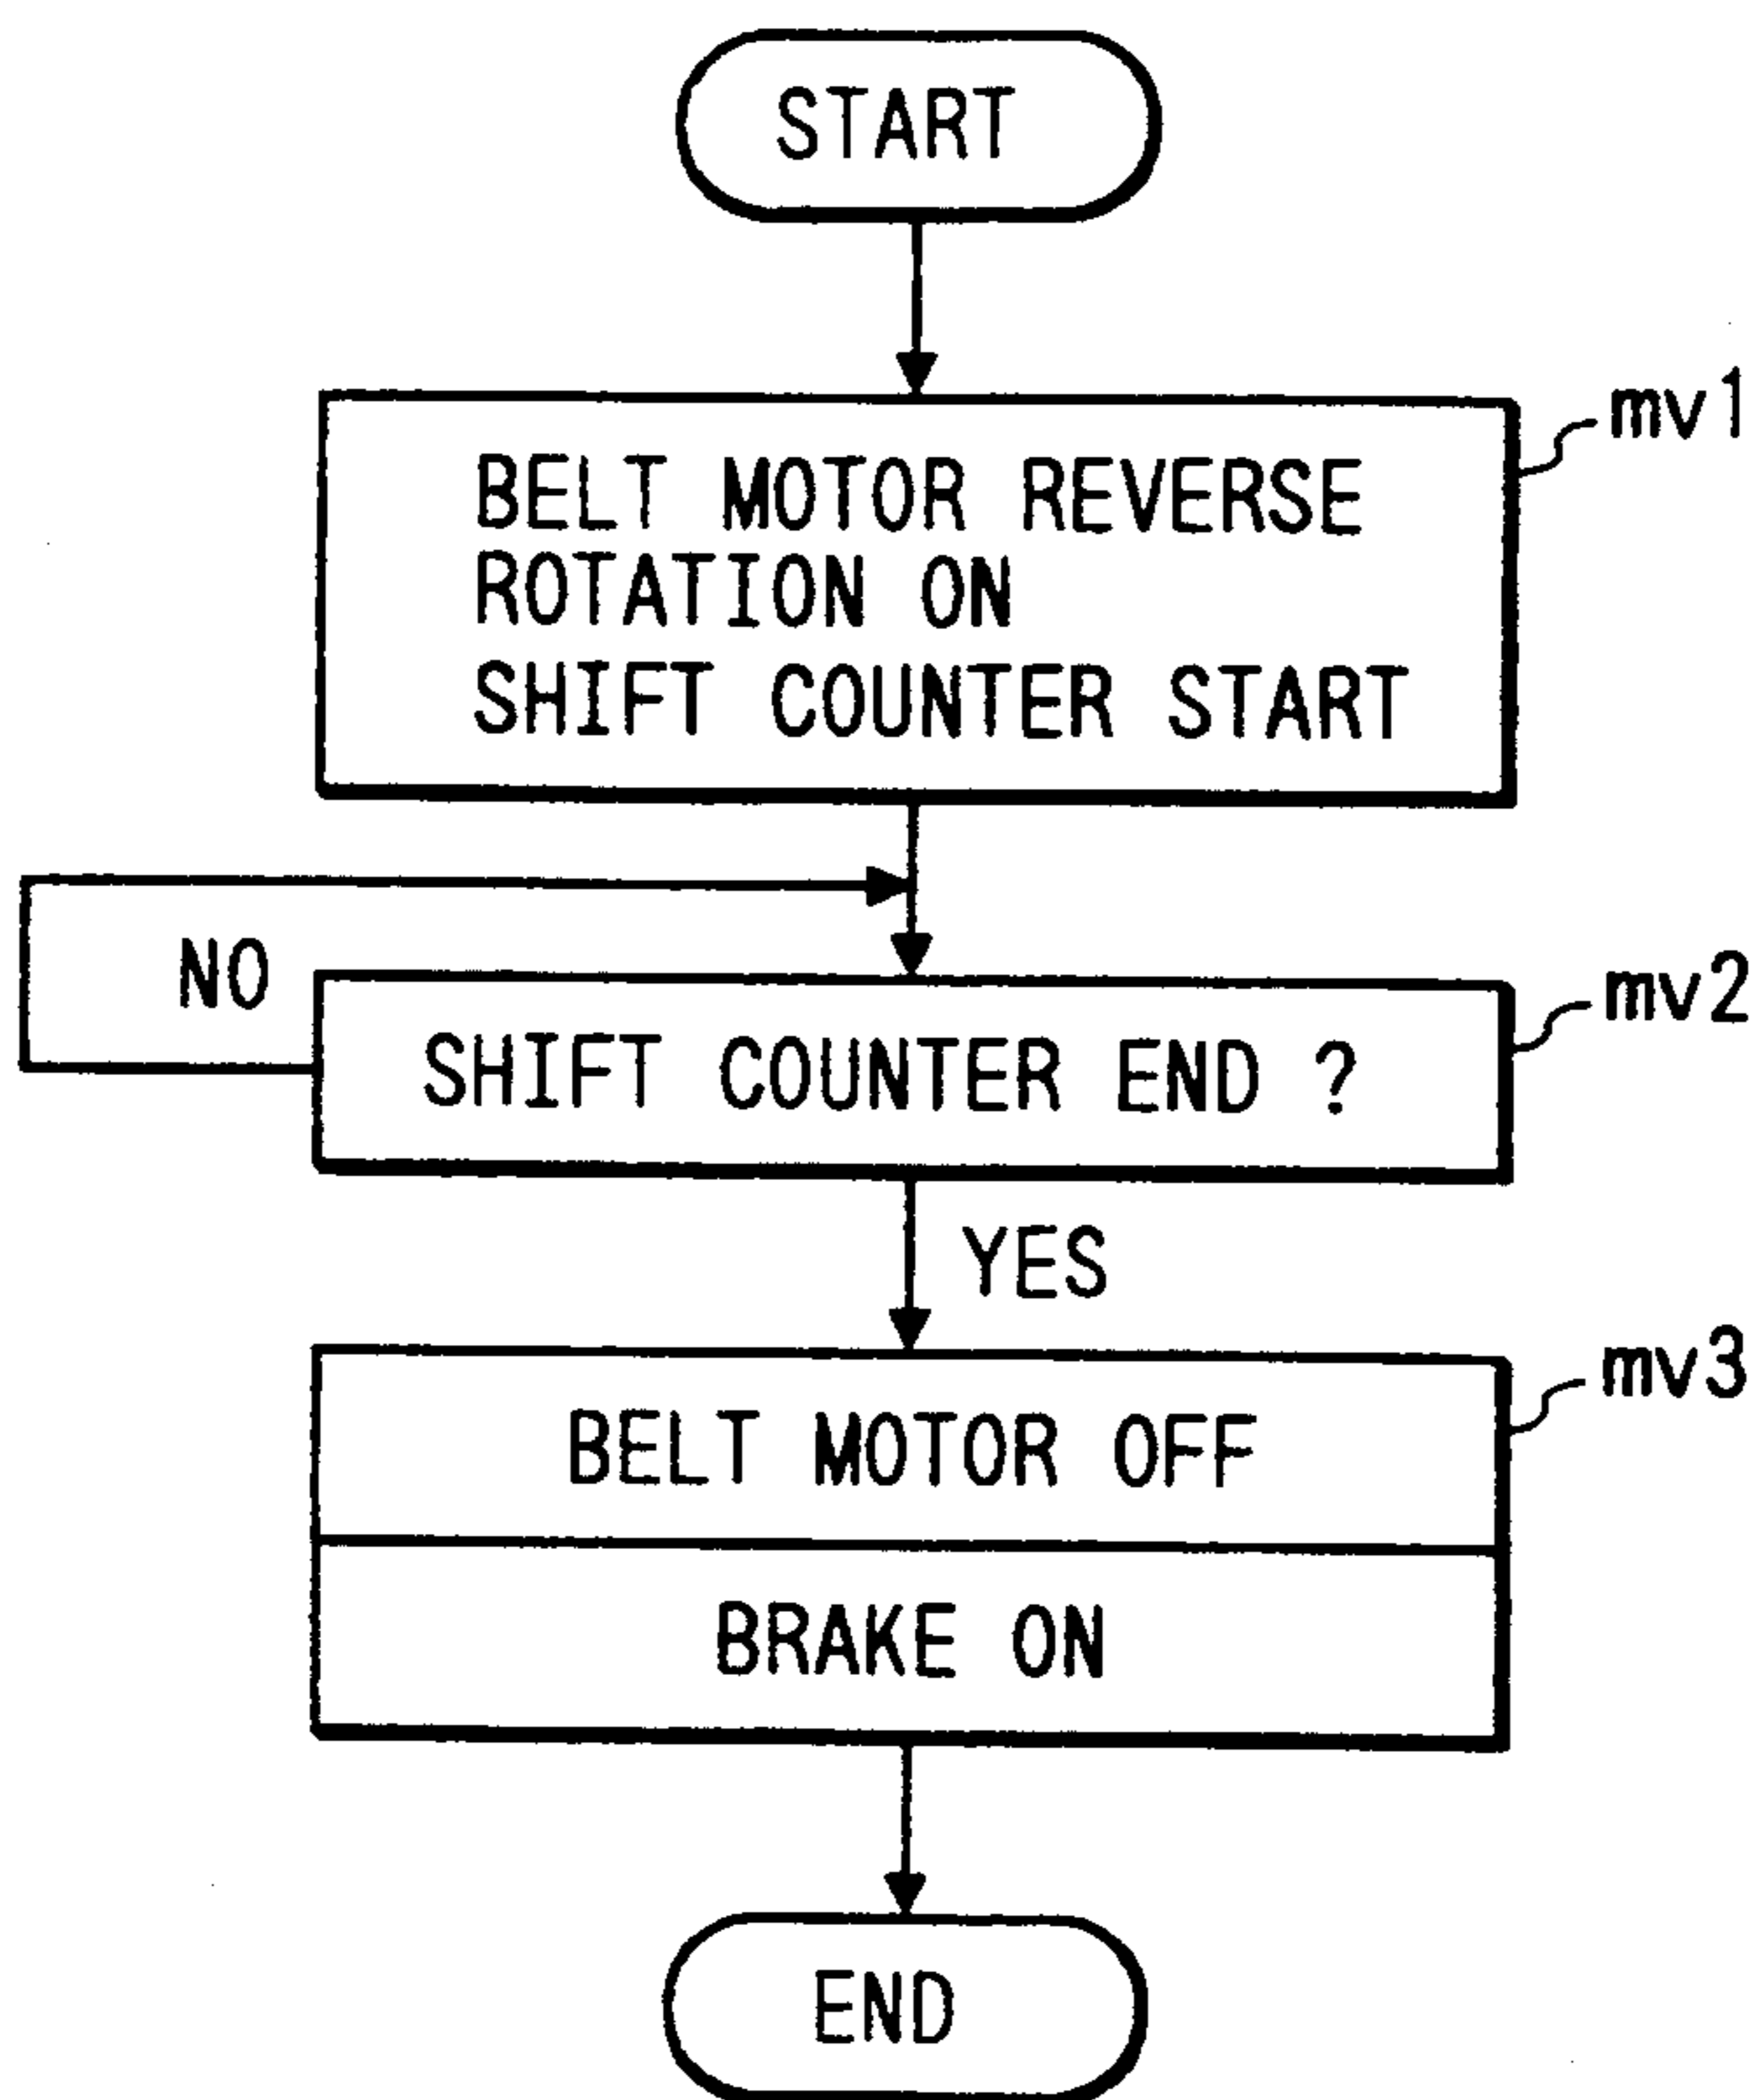 START
mv1
BELT MOTOR REVERSE
ROTATION ON
SHIFT COUNTER START
NO
mv2
SHIFT COUNTER END ?
YES
mv3
BELT MOTOR OFF
BRAKE ON
END